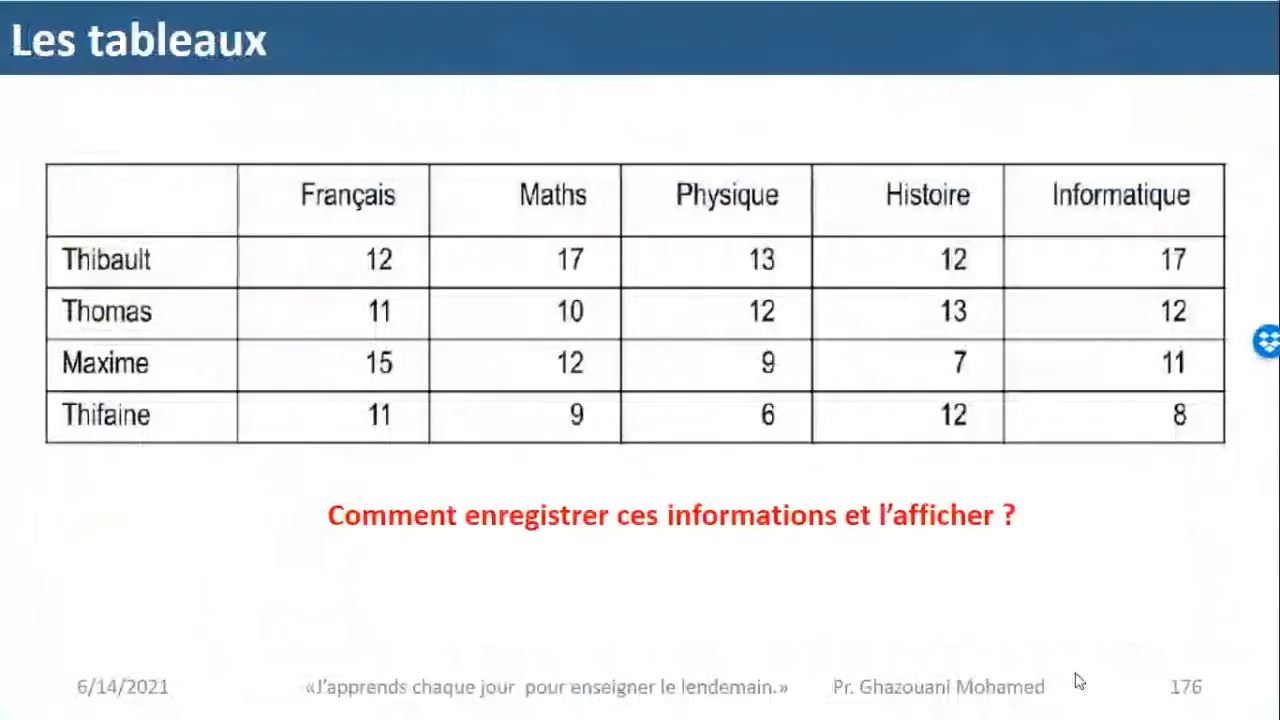 Les tableaux
Français Maths Physique Histoire Informatique
Thibault 12 17 13 12 17
Thomas 11 10 12 13 12
Maxime 15 12 9 7 11
Thifaine 11 9 6 12 8
Comment enregistrer ces informations et l’afficher ?
6/14/2021 «J’apprends chaque jour pour enseigner le lendemain.» Pr. Ghazouani Mohamed 176